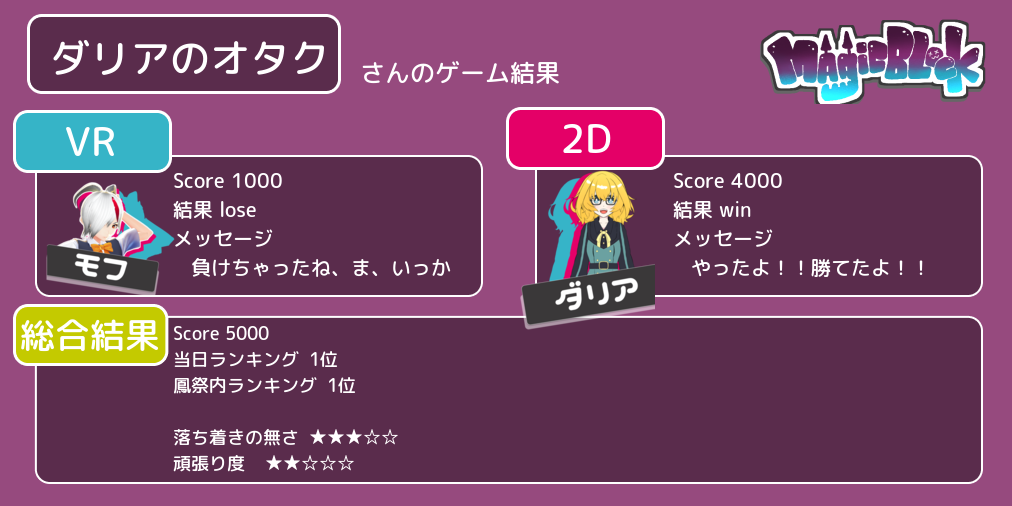 ダリアのオタク
さんのゲーム結果
MAgicBLock
VR
Score 1000
結果 lose
メッセージ
負けちゃったね、ま、いっか
モフ
2D
Score 4000
結果 win
メッセージ
やったよ！！勝てたよ！！
ダリア
総合結果
Score 5000
当日ランキング 1位
鳳祭内ランキング 1位
落ち着きの無さ ★★★☆☆
頑張り度 ★★☆☆☆